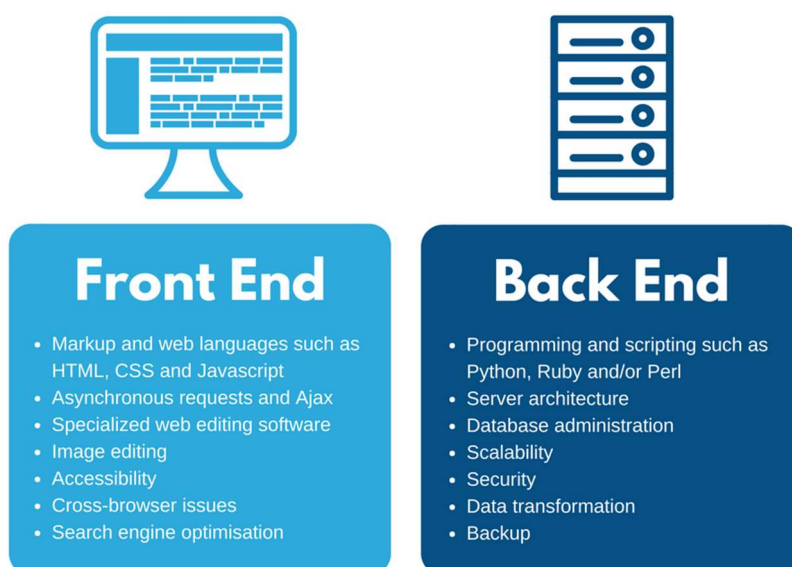 Front End
• Markup and web languages such as
HTML, CSS and Javascript
• Asynchronous requests and Ajax
• Specialized web editing software
• Image editing
• Accessibility
• Cross-browser issues
• Search engine optimisation
Back End
• Programming and scripting such as
Python, Ruby and/or Perl
• Server architecture
• Database administration
• Scalability
• Security
• Data transformation
• Backup